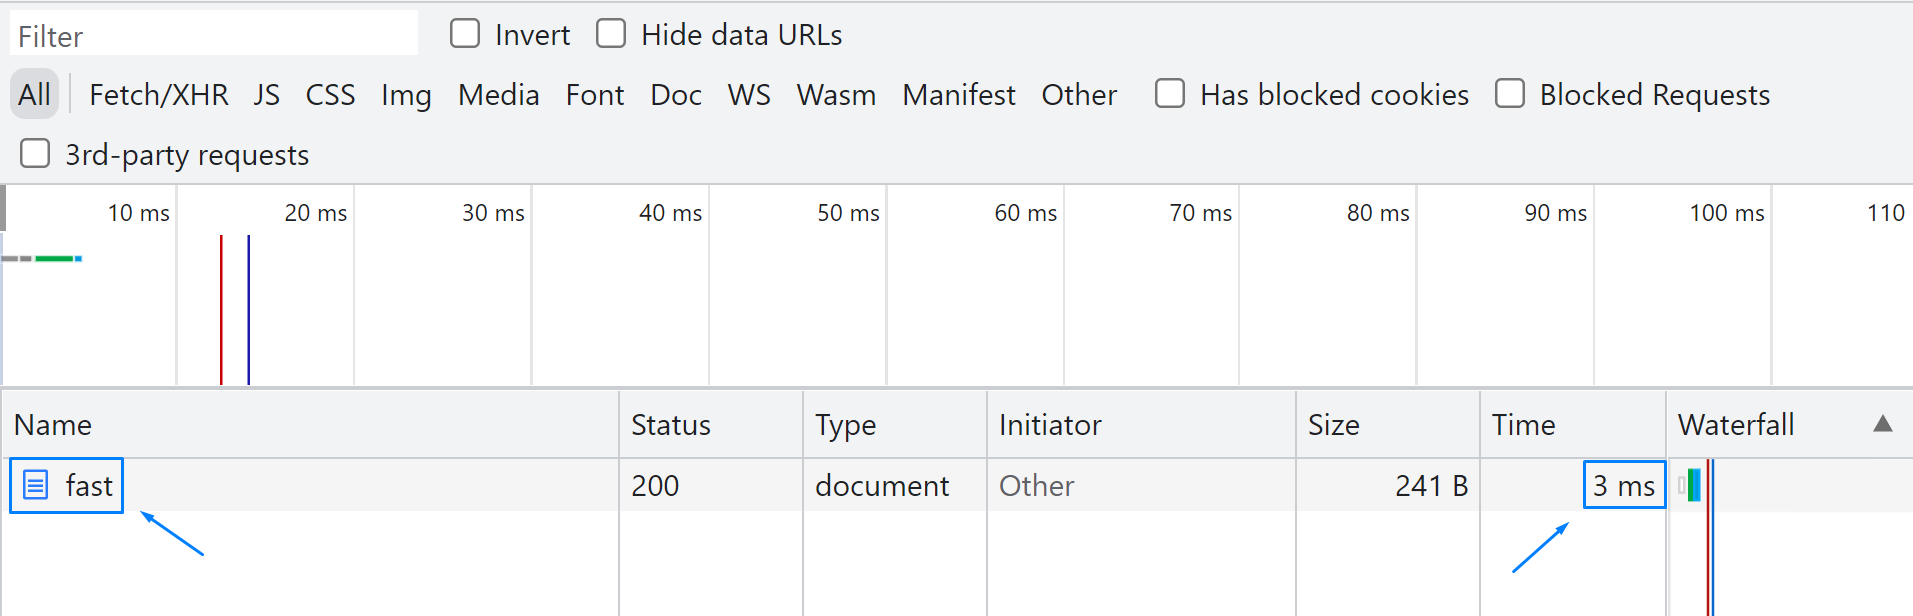 Filter Invert Hide data URLs
All Fetch/XHR JS CSS Img Media Font Doc WS Wasm Manifest Other Has blocked cookies Blocked Requests
3rd-party requests
10 ms 20 ms 30 ms 40 ms 50 ms 60 ms 70 ms 80 ms 90 ms 100 ms 110
Name Status Type Initiator Size Time Waterfall
fast 200 document Other 241 B 3 ms